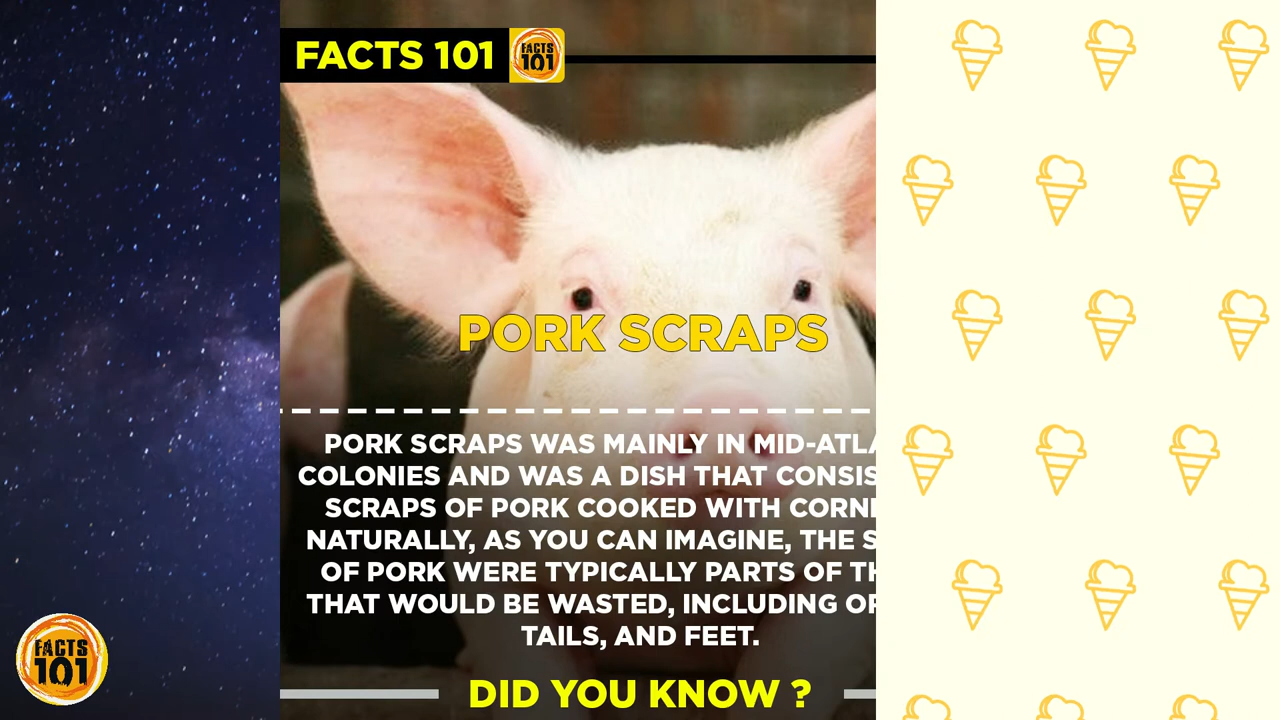 FACTS 101
FACTS
101
PORK SCRAPS
PORK SCRAPS WAS MAINLY IN
COLONIES AND WAS A DISH THAT
SCRAPS OF PORK COOKED WITH
NATURALLY, AS YOU CAN IMAGINE, THE
OF PORK WERE TYPICALLY PARTS OF
THAT WOULD BE WASTED, INCLUDING
TAILS, AND FEET.
DID YOU KNOW ?
FACTS
101